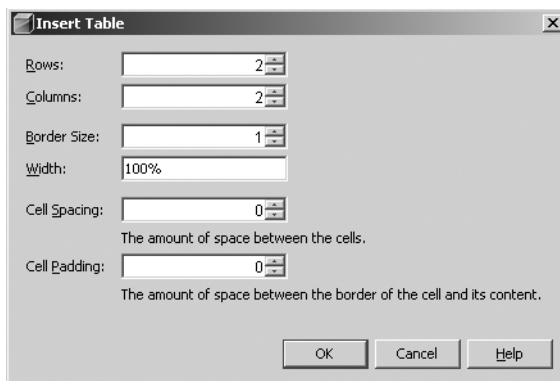 Insert Table
Rows: 2
Columns: 2
Border Size: 1
Width: 100%
Cell Spacing: 0
The amount of space between the cells.
Cell Padding: 0
The amount of space between the border of the cell and its content.
OK Cancel Help